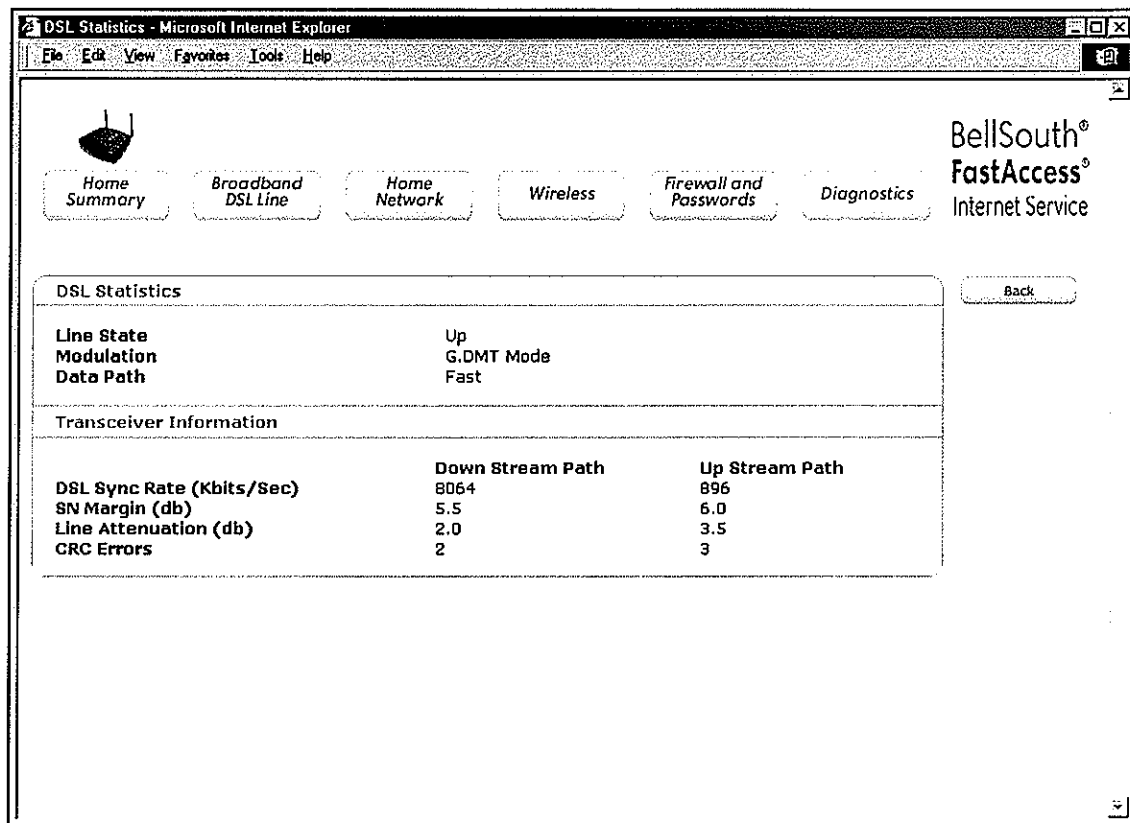 DSL Statistics - Microsoft Internet Explorer
File Edit View Favorites Tools Help
BellSouth®
FastAccess®
Internet Service
Home Summary
Broadband DSL Line
Home Network
Wireless
Firewall and Passwords
Diagnostics
DSL Statistics
Back
Line State Up
Modulation G.DMT Mode
Data Path Fast
Transceiver Information
Down Stream Path Up Stream Path
DSL Sync Rate (Kbits/Sec) 8064 896
SN Margin (db) 5.5 6.0
Line Attenuation (db) 2.0 3.5
CRC Errors 2 3